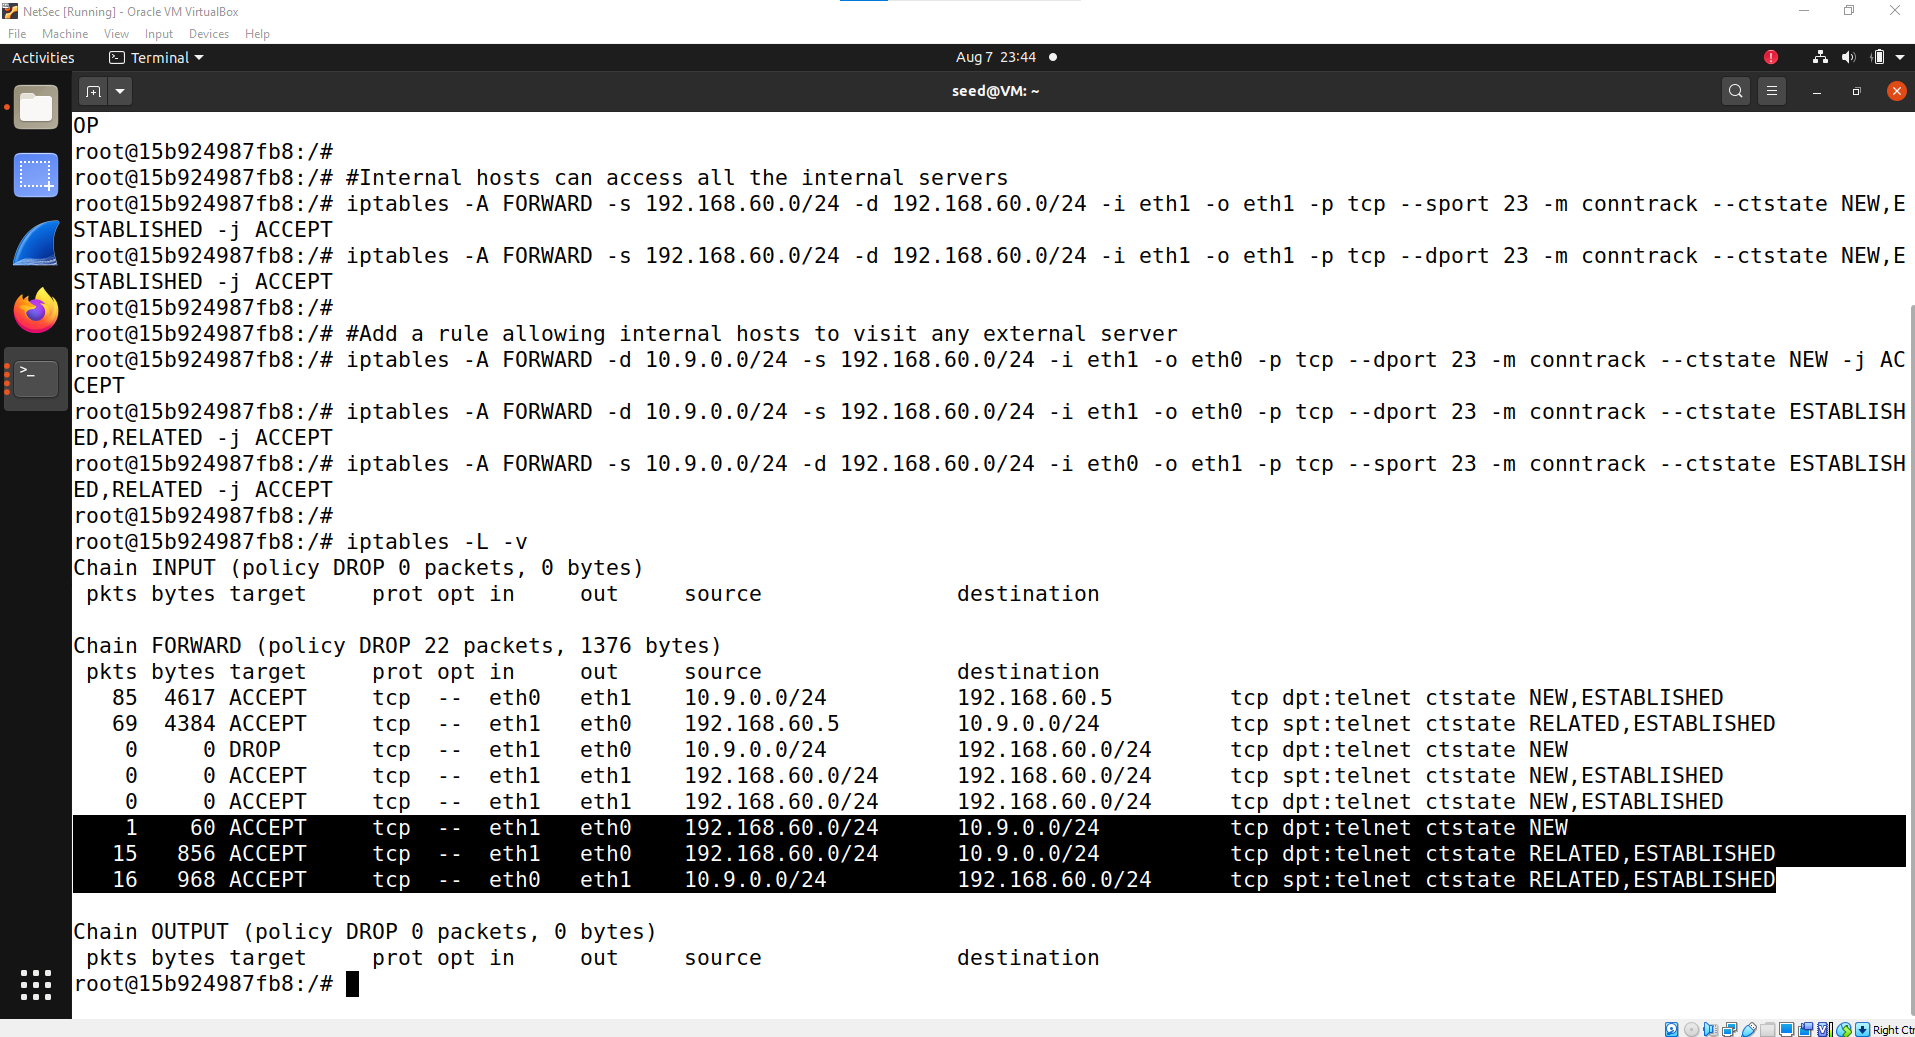 NetSec [Running] - Oracle VM VirtualBox
File Machine View Input Devices Help
Activities Terminal Aug 7 23:44
seed@VM: ~
OP
root@15b924987fb8:/#
root@15b924987fb8:/# #Internal hosts can access all the internal servers
root@15b924987fb8:/# iptables -A FORWARD -s 192.168.60.0/24 -d 192.168.60.0/24 -i eth1 -o eth1 -p tcp --sport 23 -m conntrack --ctstate NEW,E
STABLISHED -j ACCEPT
root@15b924987fb8:/# iptables -A FORWARD -s 192.168.60.0/24 -d 192.168.60.0/24 -i eth1 -o eth1 -p tcp --dport 23 -m conntrack --ctstate NEW,E
STABLISHED -j ACCEPT
root@15b924987fb8:/#
root@15b924987fb8:/# #Add a rule allowing internal hosts to visit any external server
root@15b924987fb8:/# iptables -A FORWARD -d 10.9.0.0/24 -s 192.168.60.0/24 -i eth1 -o eth0 -p tcp --dport 23 -m conntrack --ctstate NEW -j AC
CEPT
root@15b924987fb8:/# iptables -A FORWARD -d 10.9.0.0/24 -s 192.168.60.0/24 -i eth1 -o eth0 -p tcp --dport 23 -m conntrack --ctstate ESTABLISH
ED,RELATED -j ACCEPT
root@15b924987fb8:/# iptables -A FORWARD -s 10.9.0.0/24 -d 192.168.60.0/24 -i eth0 -o eth1 -p tcp --sport 23 -m conntrack --ctstate ESTABLISH
ED,RELATED -j ACCEPT
root@15b924987fb8:/#
root@15b924987fb8:/# iptables -L -v
Chain INPUT (policy DROP 0 packets, 0 bytes)
 pkts bytes target     prot opt in     out     source               destination

Chain FORWARD (policy DROP 22 packets, 1376 bytes)
 pkts bytes target     prot opt in     out     source               destination
   85  4617 ACCEPT     tcp  --  eth0   eth1    10.9.0.0/24          192.168.60.5         tcp dpt:telnet ctstate NEW,ESTABLISHED
   69  4384 ACCEPT     tcp  --  eth1   eth0    192.168.60.5         10.9.0.0/24          tcp spt:telnet ctstate RELATED,ESTABLISHED
    0     0 DROP       tcp  --  eth1   eth0    10.9.0.0/24          192.168.60.0/24      tcp dpt:telnet ctstate NEW
    0     0 ACCEPT     tcp  --  eth1   eth1    192.168.60.0/24      192.168.60.0/24      tcp spt:telnet ctstate NEW,ESTABLISHED
    0     0 ACCEPT     tcp  --  eth1   eth1    192.168.60.0/24      192.168.60.0/24      tcp dpt:telnet ctstate NEW,ESTABLISHED
    1    60 ACCEPT     tcp  --  eth1   eth0    192.168.60.0/24      10.9.0.0/24          tcp dpt:telnet ctstate NEW
   15   856 ACCEPT     tcp  --  eth1   eth0    192.168.60.0/24      10.9.0.0/24          tcp dpt:telnet ctstate RELATED,ESTABLISHED
   16   968 ACCEPT     tcp  --  eth0   eth1    10.9.0.0/24          192.168.60.0/24      tcp spt:telnet ctstate RELATED,ESTABLISHED

Chain OUTPUT (policy DROP 0 packets, 0 bytes)
 pkts bytes target     prot opt in     out     source               destination
root@15b924987fb8:/#
Right Ctr